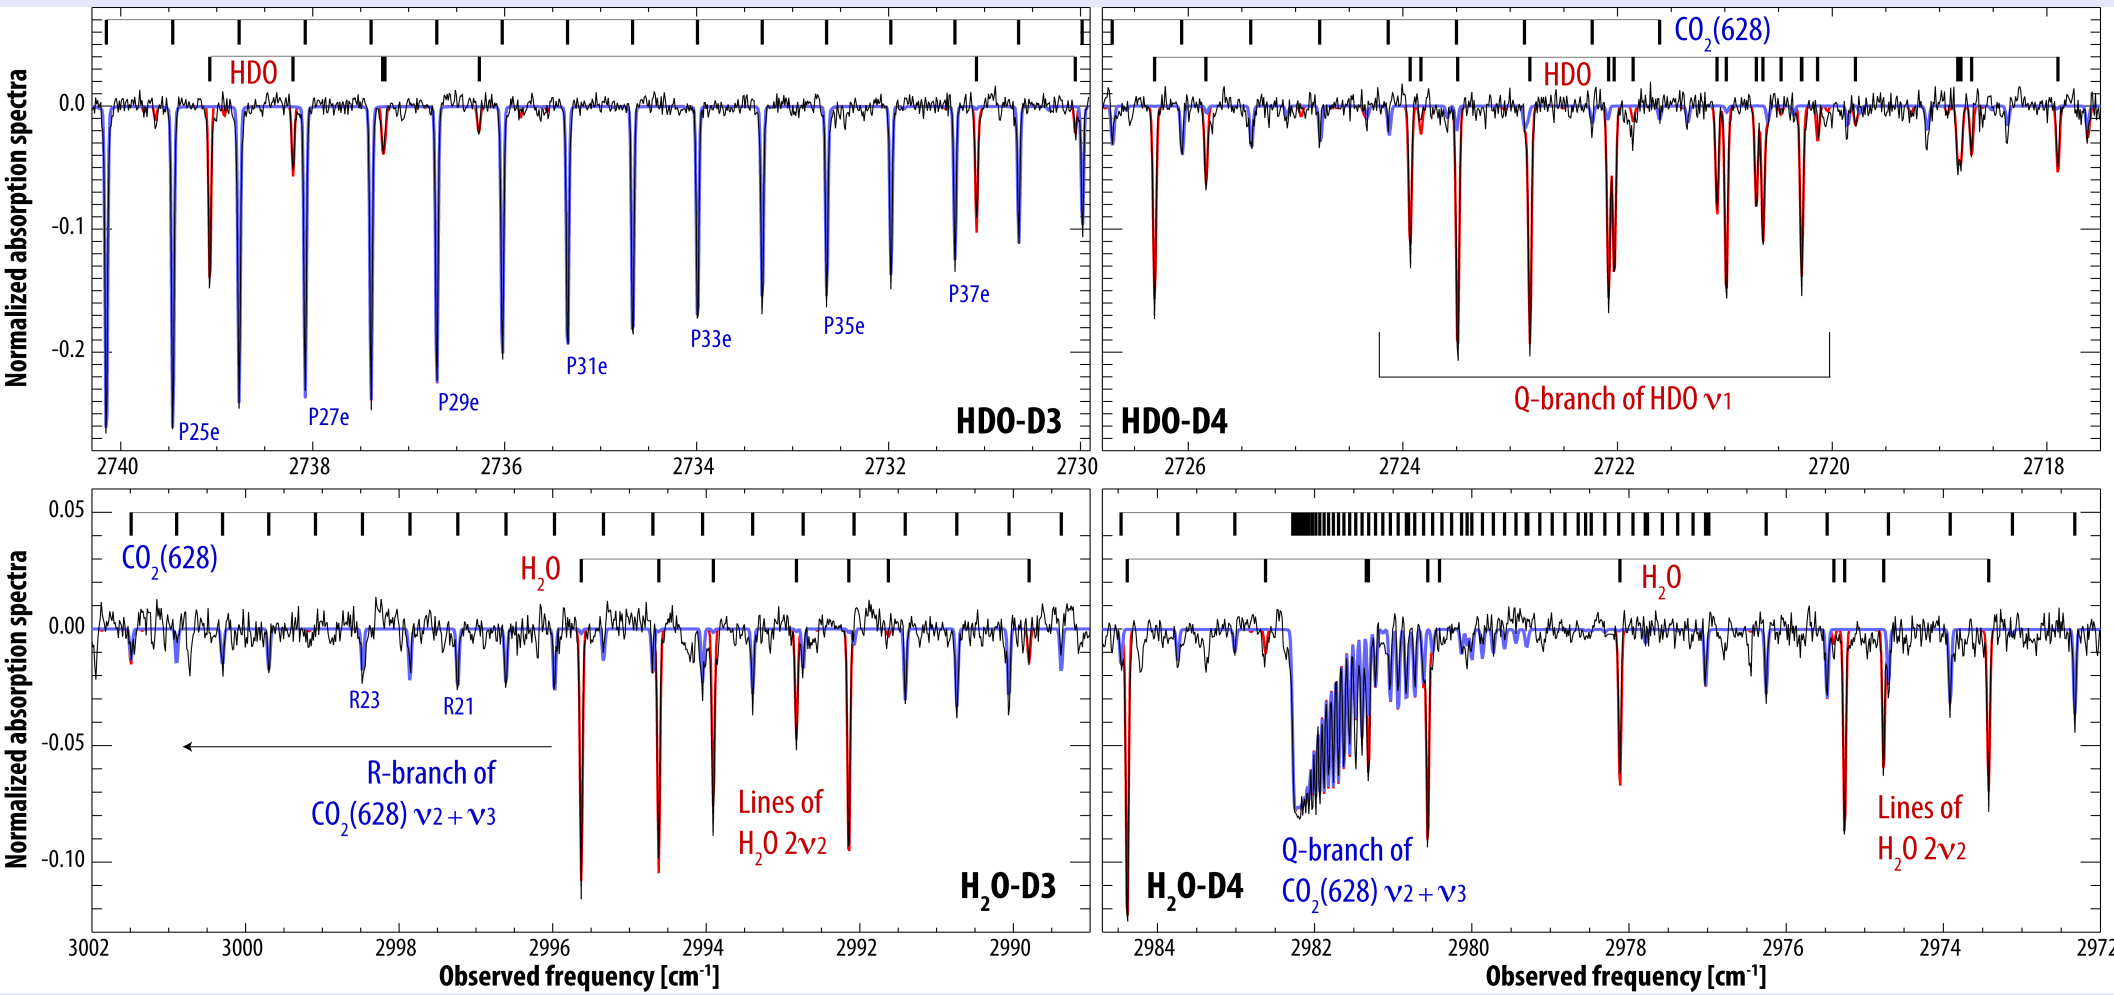 Normalized absorption spectra
0.0
-0.1
-0.2
HDO
P25e
P27e
P29e
P31e
P33e
P35e
P37e
HDO-D3
2740
2738
2736
2734
2732
2730
CO2(628)
HDO
Q-branch of HDO ν1
HDO-D4
2726
2724
2722
2720
2718
Normalized absorption spectra
0.05
0.00
-0.05
-0.10
CO2(628)
H2O
R23
R21
R-branch of
CO2(628) ν2 + ν3
Lines of
H2O 2ν2
H2O-D3
3002
3000
2998
2996
2994
2992
2990
Observed frequency [cm-1]
H2O
Q-branch of
CO2(628) ν2 + ν3
Lines of
H2O 2ν2
H2O-D4
2984
2982
2980
2978
2976
2974
2972
Observed frequency [cm-1]